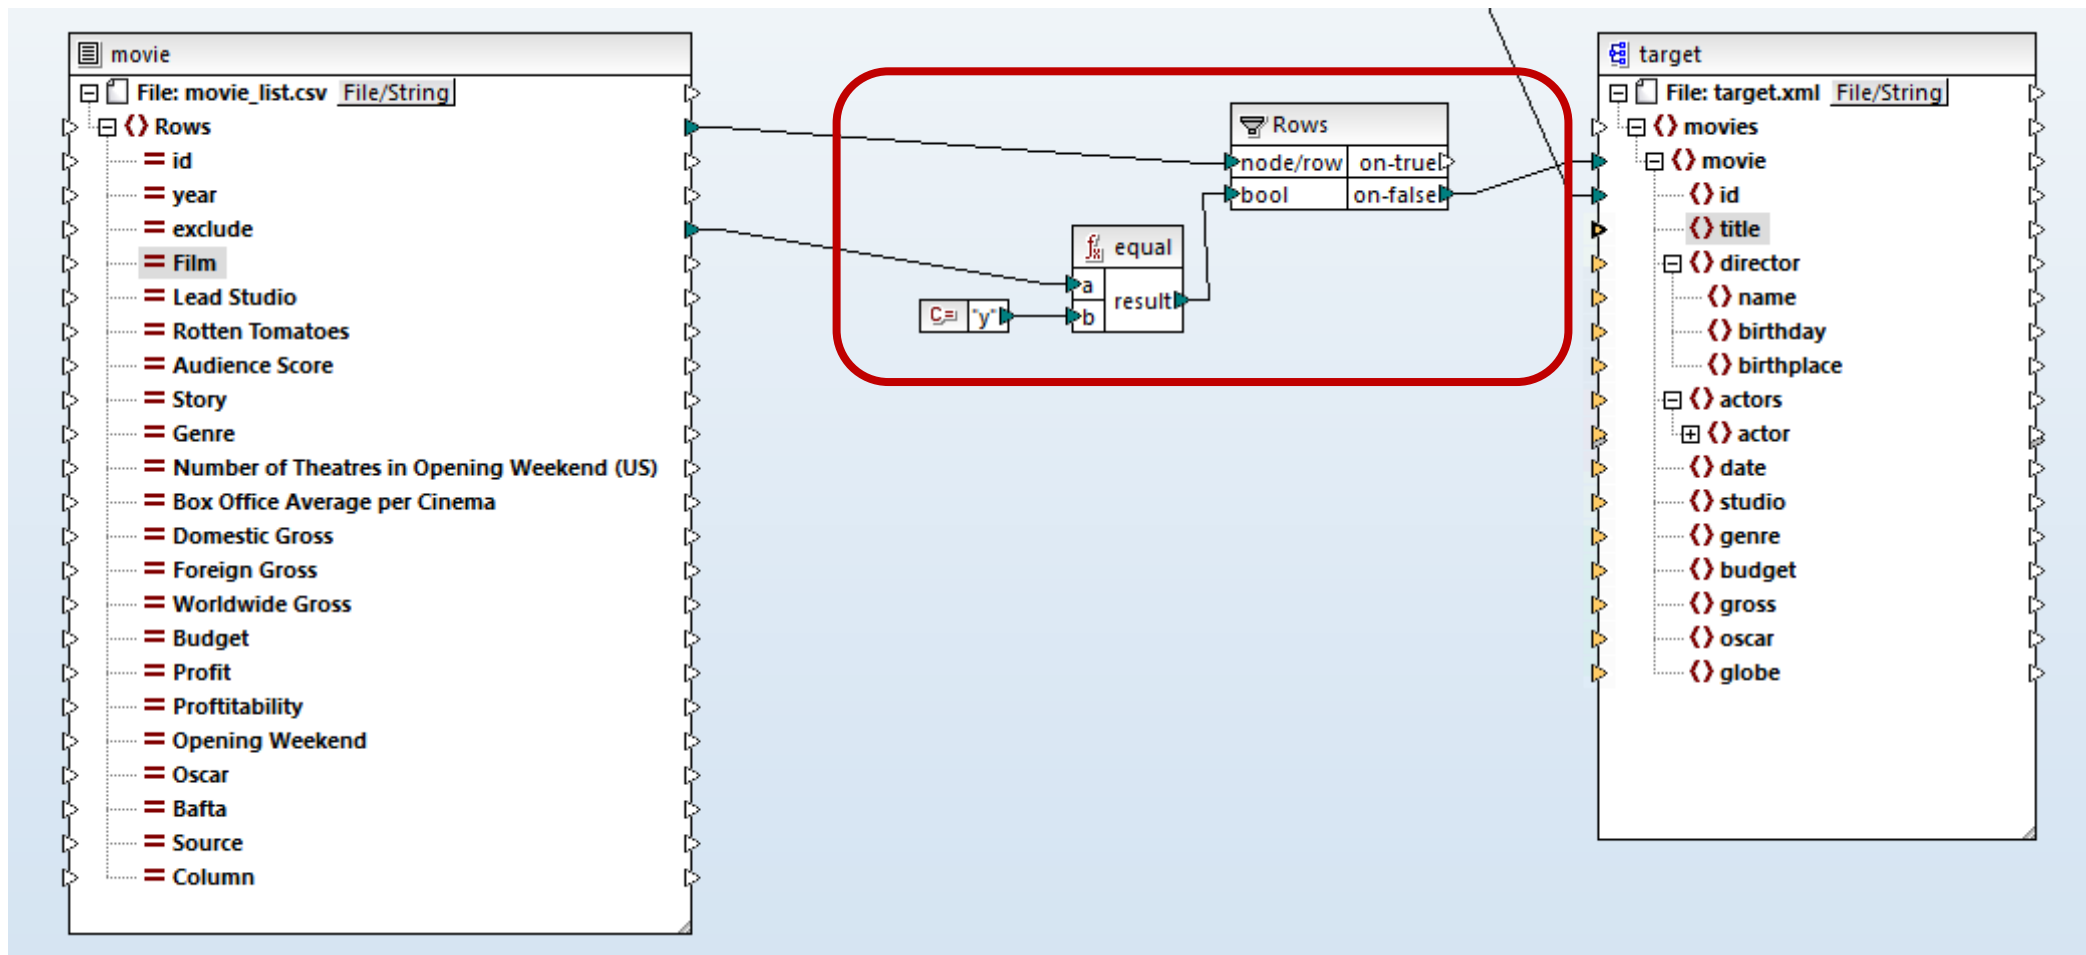 movie
File: movie_list.csv File/String
Rows
id
year
exclude
Film
Lead Studio
Rotten Tomatoes
Audience Score
Story
Genre
Number of Theatres in Opening Weekend (US)
Box Office Average per Cinema
Domestic Gross
Foreign Gross
Worldwide Gross
Budget
Profit
Proftitability
Opening Weekend
Oscar
Bafta
Source
Column
Rows
node/row on-true
bool on-false
equal
a
result
b
C= "y"
target
File: target.xml File/String
movies
movie
id
title
director
name
birthday
birthplace
actors
actor
date
studio
genre
budget
gross
oscar
globe